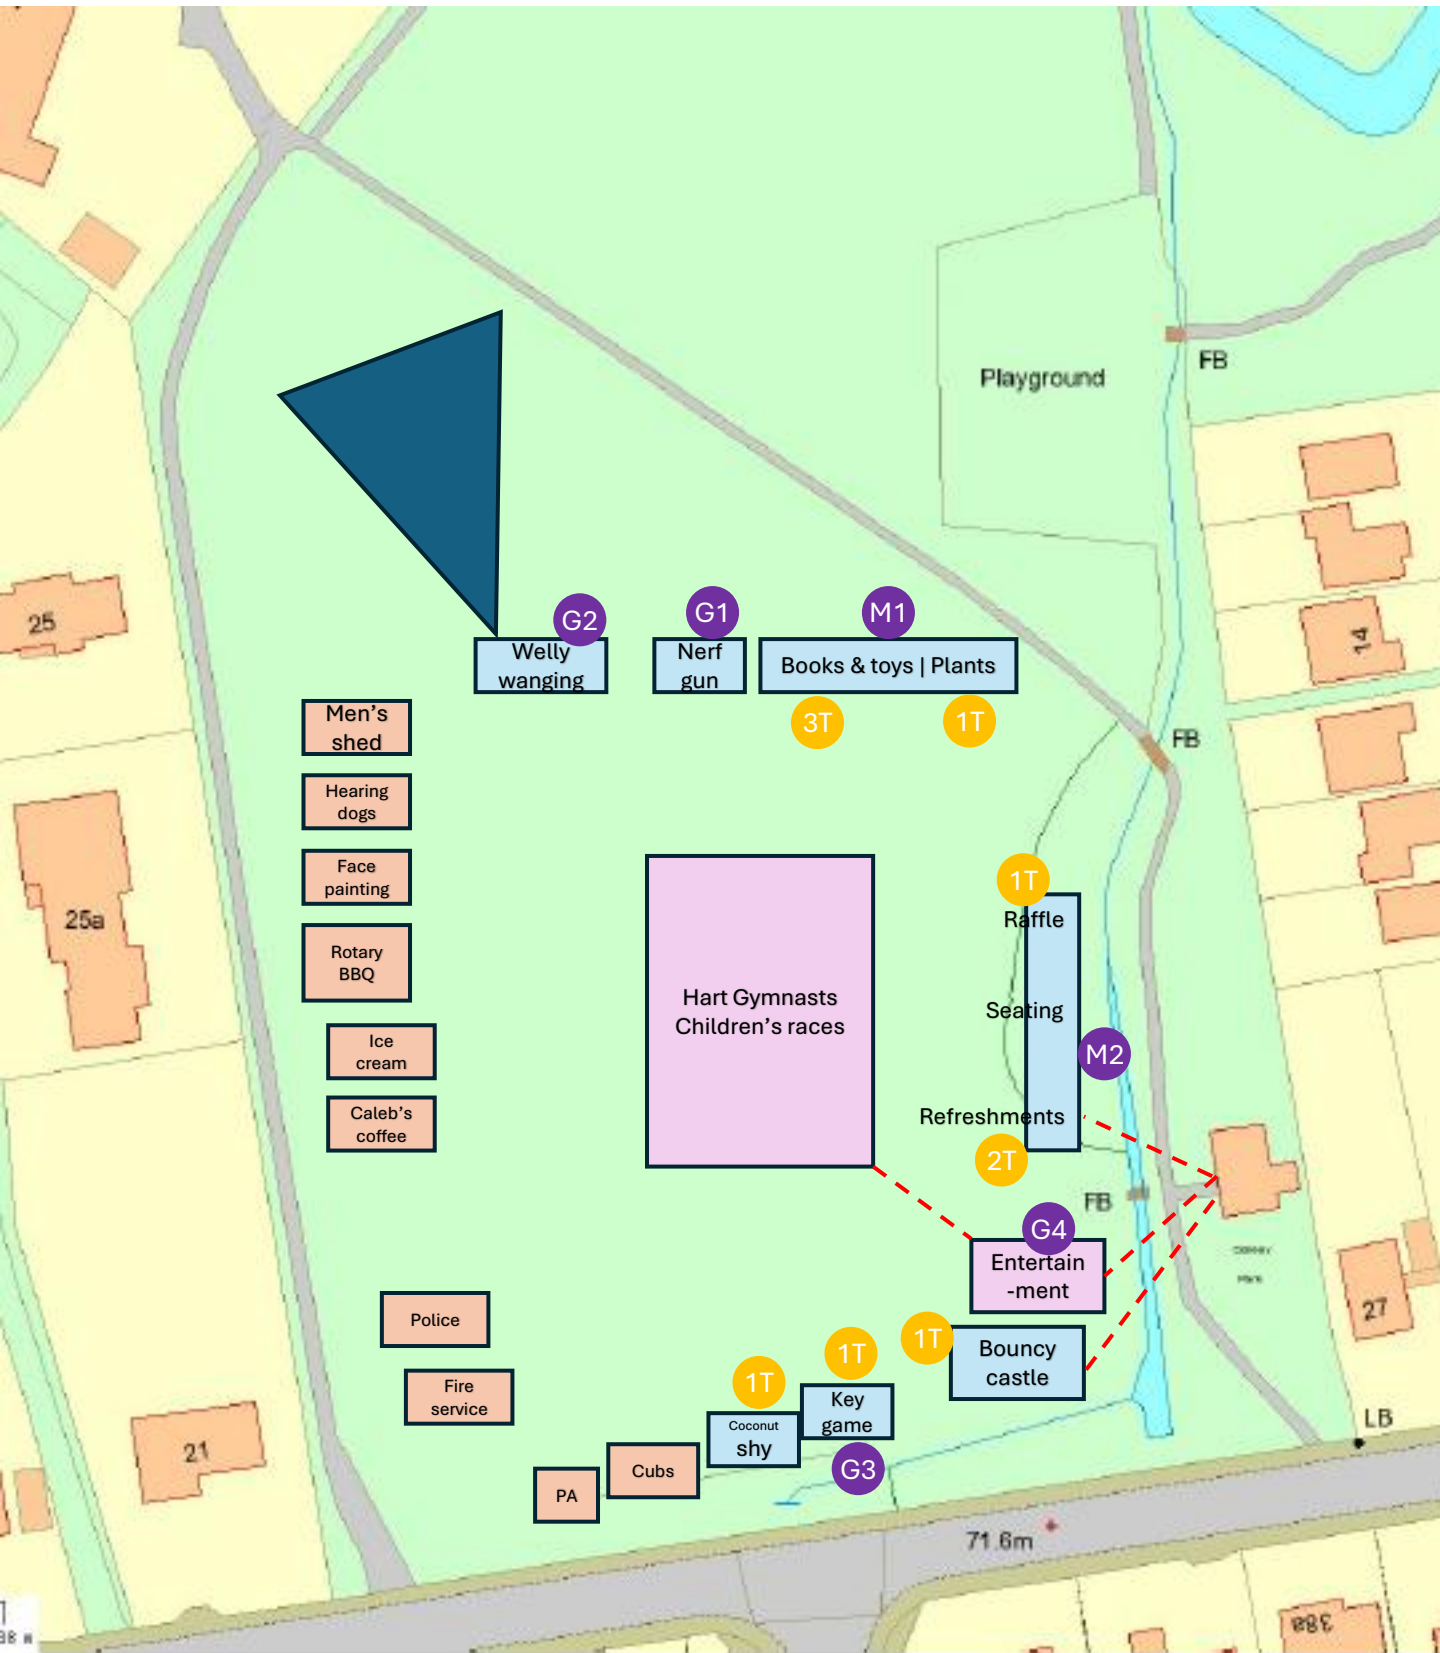 FB
Playground
25
G2
G1
M1
Welly
wanging
Nerf
gun
Books & toys | Plants
14
3T
1T
Men's
shed
FB
Hearing
dogs
Face
painting
1T
Raffle
25a
Rotary
BBQ
Hart Gymnasts
Children's races
Seating
Ice
cream
M2
Caleb's
coffee
Refreshments
2T
FB
G4
Entertain
-ment
27
Police
1T
1T
Bouncy
castle
1T
Fire
service
Key
game
Coconut
shy
LB
21
Cubs
G3
PA
71.6m
38a